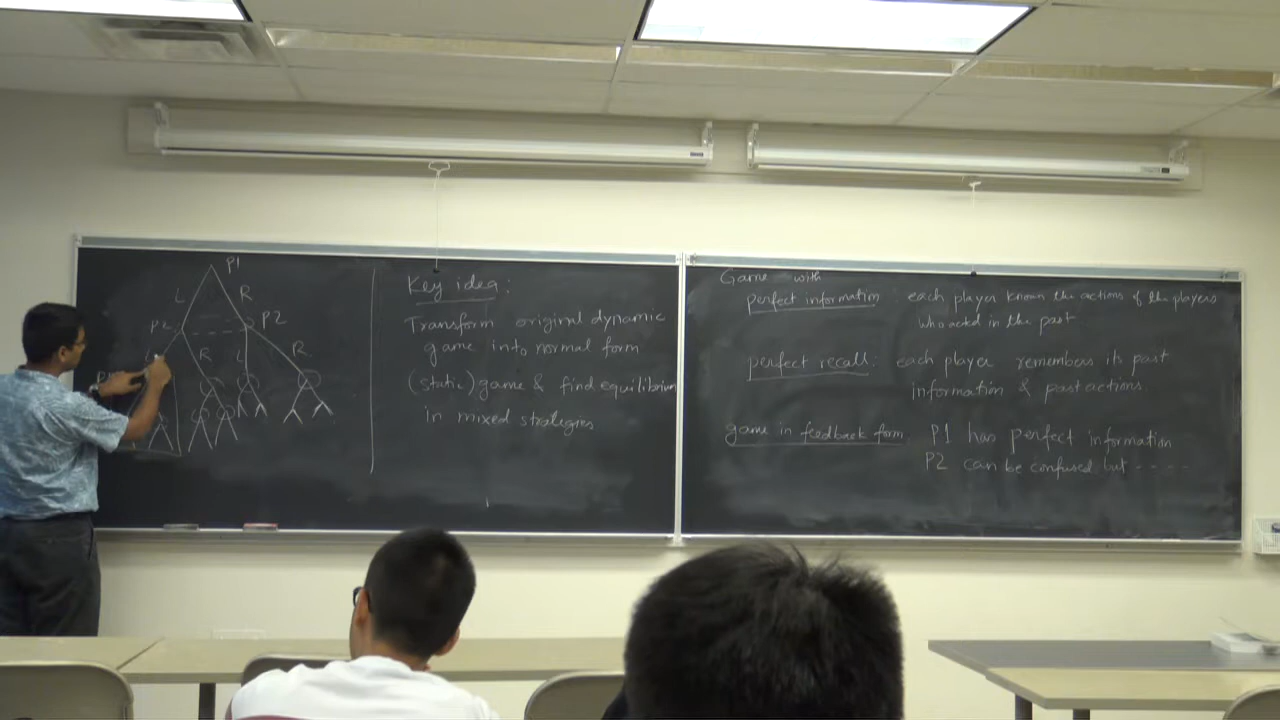 P1
L R
P2 P2
R L R
Key idea:
Transform original dynamic
game into normal form
(static) game & find equilibrium
in mixed strategies
Game with
perfect information : each player known the actions of the players
who acted in the past
perfect recall: each player remembers its past
information & past actions.
game in feedback form P1 has perfect information
P2 can be confused but - - - -